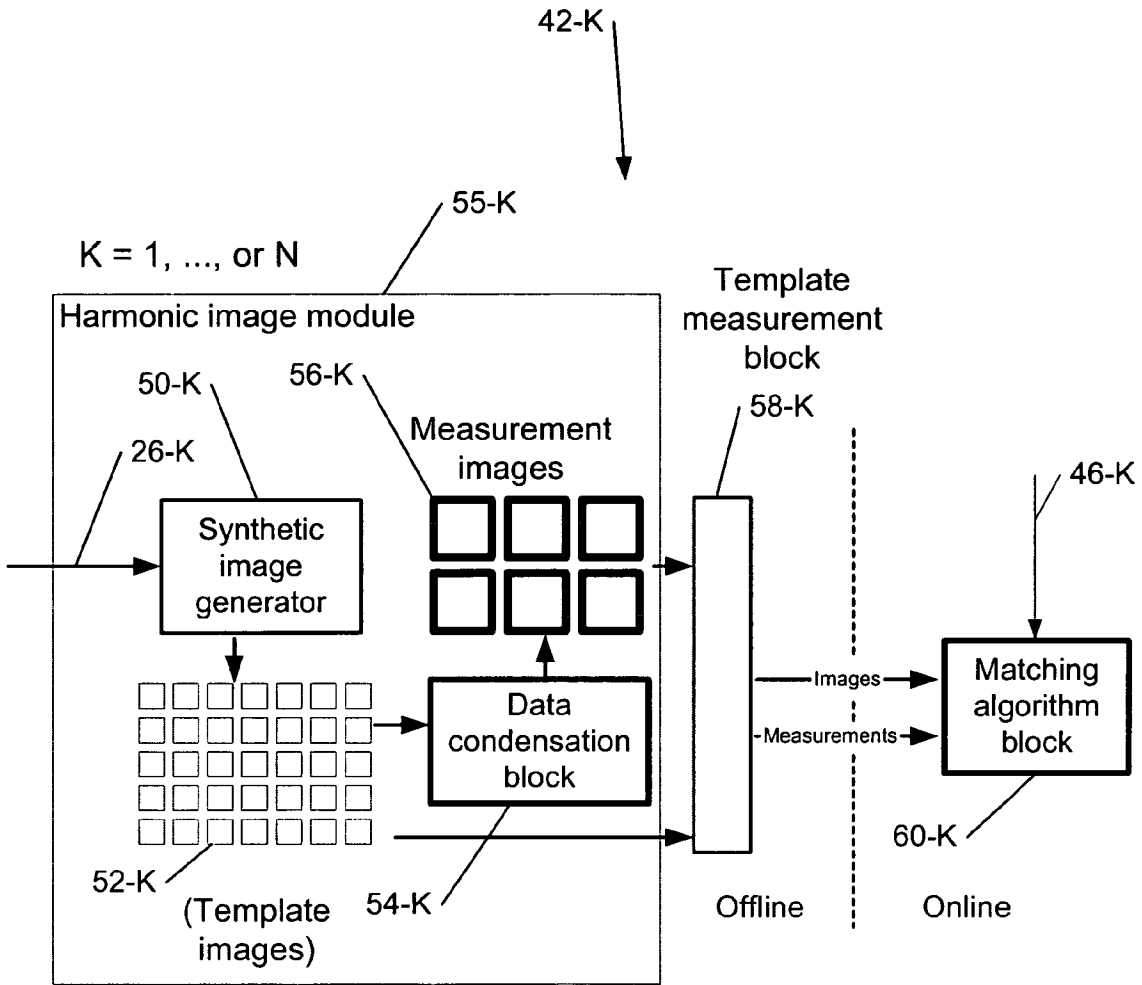 42-K
55-K
K = 1, ..., or N
Harmonic image module
Template
measurement
block
50-K
56-K
58-K
26-K
Measurement
images
46-K
Synthetic
image
generator
Images
Measurements
Matching
algorithm
block
Data
condensation
block
52-K
(Template
images)
54-K
60-K
Offline
Online